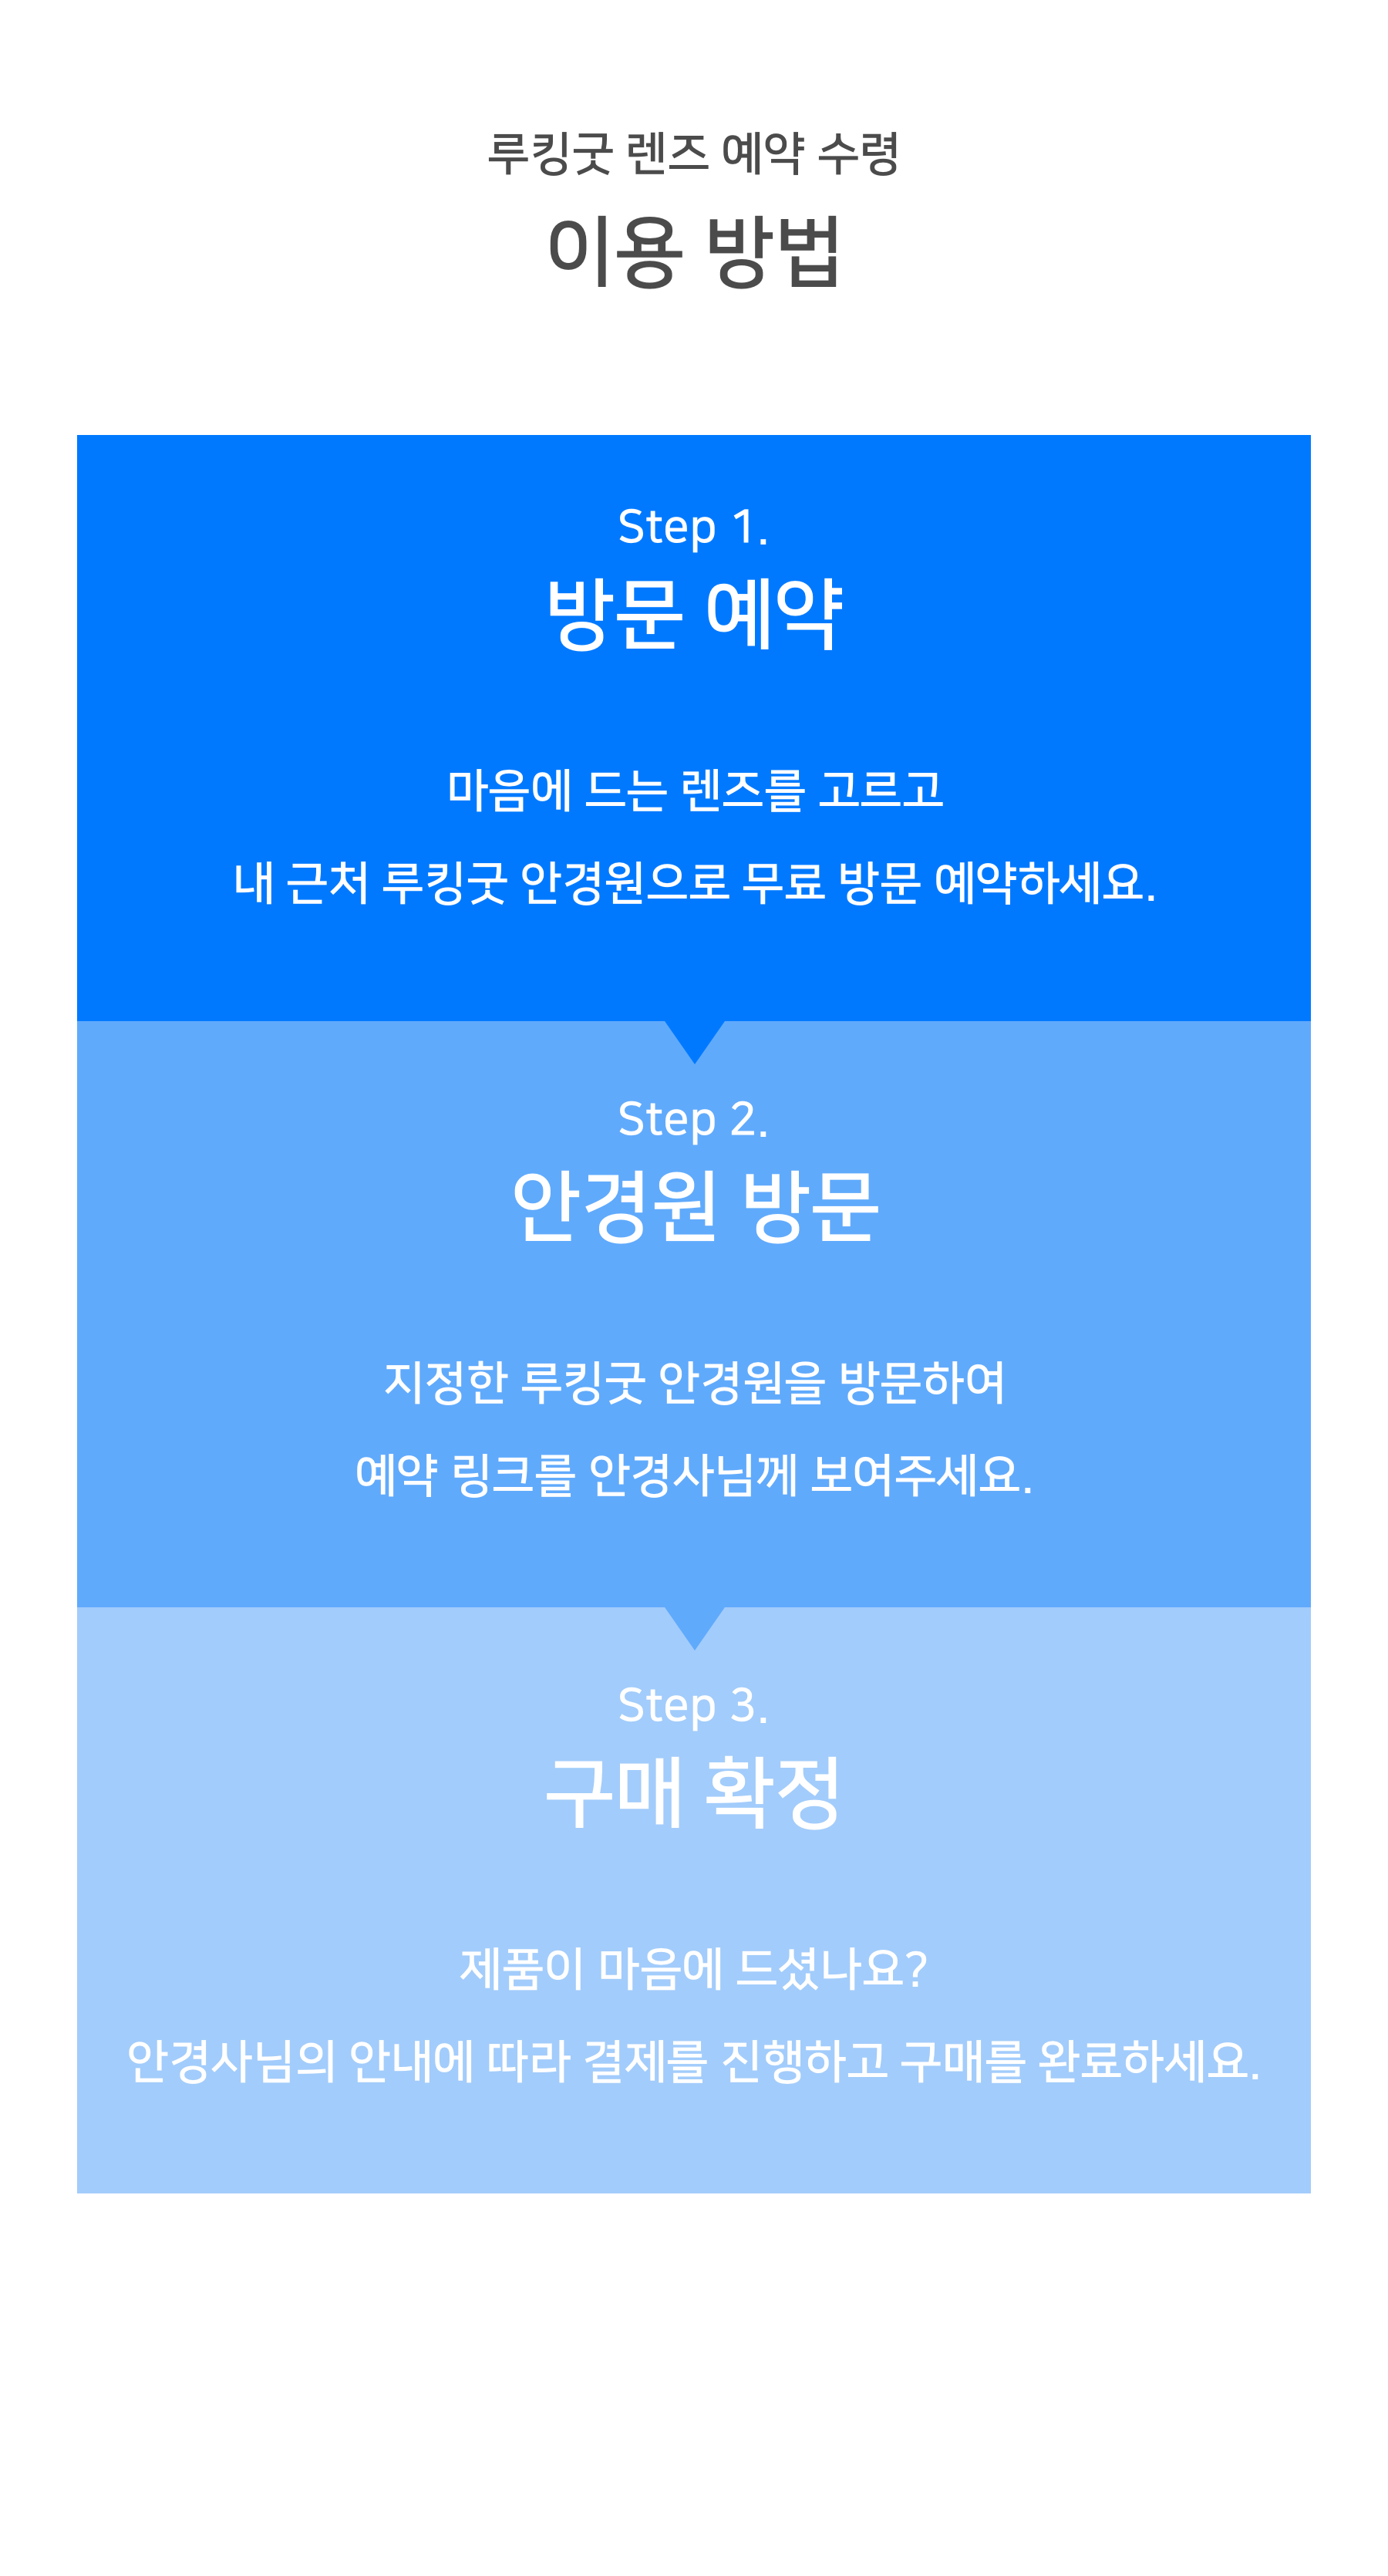 루킹굿 렌즈 예약 수령
이용 방법
Step 1.
방문 예약
마음에 드는 렌즈를 고르고
내 근처 루킹굿 안경원으로 무료 방문 예약하세요.
Step 2.
안경원 방문
지정한 루킹굿 안경원을 방문하여
예약 링크를 안경사님께 보여주세요.
Step 3.
구매 확정
제품이 마음에 드셨나요?
안경사님의 안내에 따라 결제를 진행하고 구매를 완료하세요.